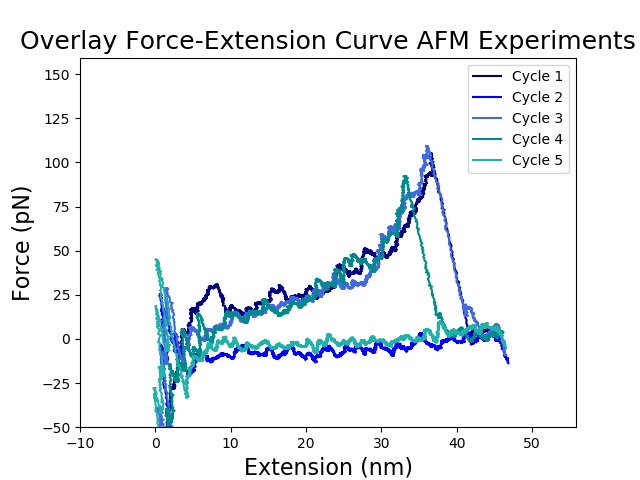 Overlay Force-Extension Curve AFM Experiments
Force (pN)
150
125
100
75
50
25
0
−25
−50
Cycle 1
Cycle 2
Cycle 3
Cycle 4
Cycle 5
−10 0 10 20 30 40 50
Extension (nm)